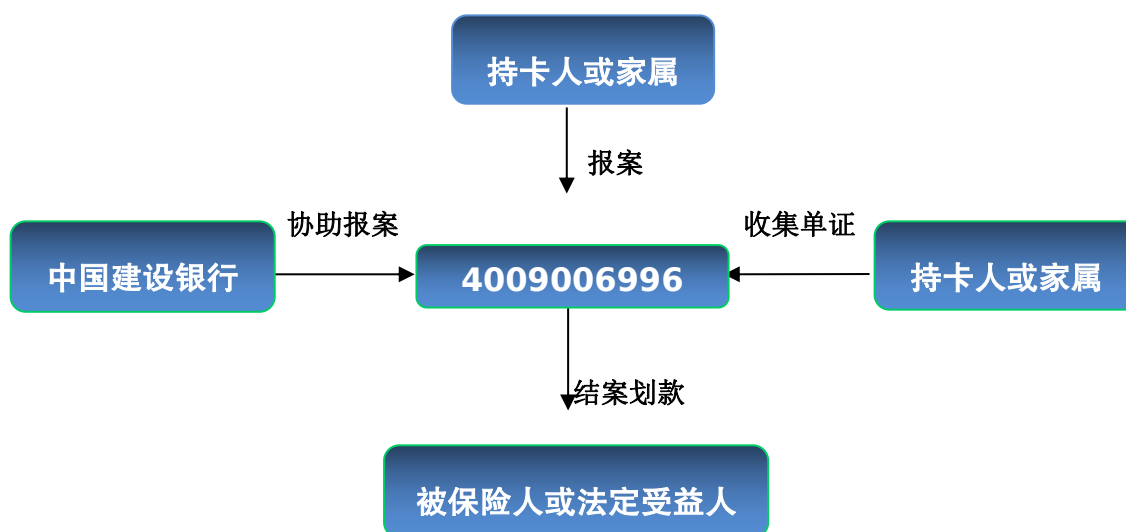 持卡人或家属
报案
协助报案
收集单证
中国建设银行
4009006996
持卡人或家属
结案划款
被保险人或法定受益人